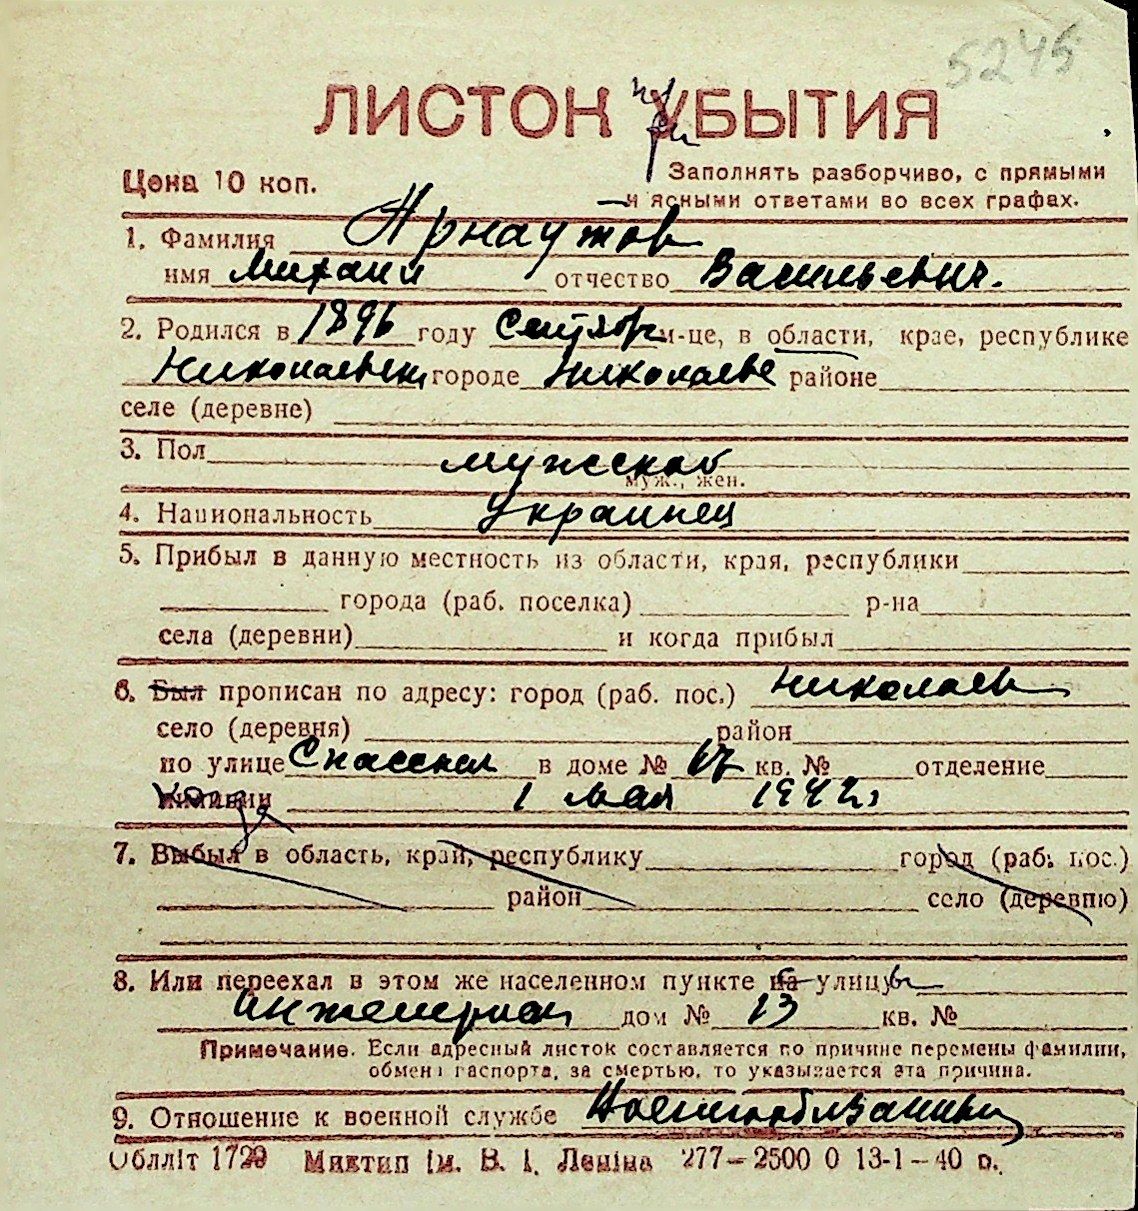 5245
ЛИСТОК при УБЫТИЯ
Цена 10 коп.
Заполнять разборчиво, с прямыми
и ясными ответами во всех графах.
1. Фамилия Арнаутов
имя Михаил отчество Васильевич.
2. Родился в 1896 году Сентябрь м-це, в области, крае, республике
Николаевск, городе Николаеве районе
селе (деревне)
3. Пол мужской
муж., жен.
4. Национальность Украинец
5. Прибыл в данную местность из области, края, республики
города (раб. поселка) р-на
села (деревни) и когда прибыл
6. Был прописан по адресу: город (раб. пос.) Николаев
село (деревня) район
по улице Спасская в доме № 17 кв. № отделение
когда 1 мая 1942 г.
7. Выбыл в область, край, республику город (раб. пос.)
район село (деревню)
8. Или переехал в этом же населенном пункте на с улицы
Инженерная дом № 13 кв. №
Примечание. Если адресный листок составляется по причине перемены фамилии,
обмена паспорта, за смертью, то указывается эта причина.
9. Отношение к военной службе
Обллiт 1729 Миктип iм. В. I. Ленiна 277—2500 0 13-1—40 р.